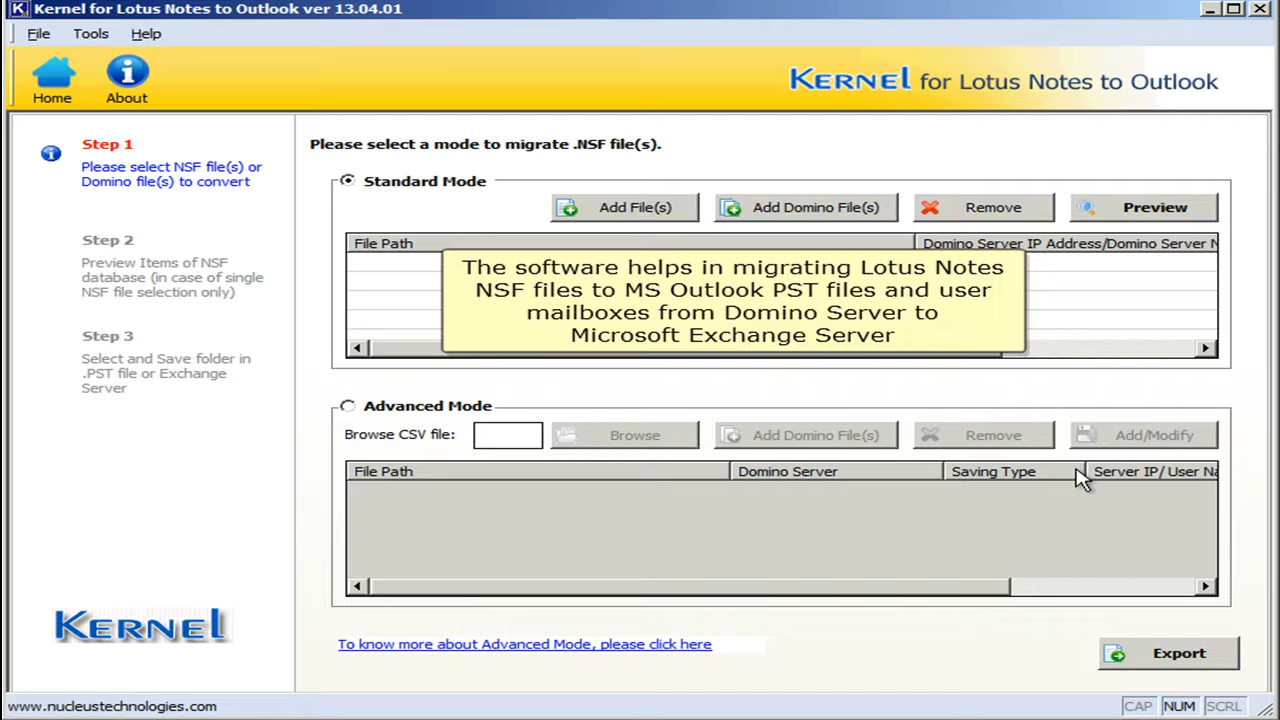 Kernel for Lotus Notes to Outlook ver 13.04.01
File Tools Help
Home About
KERNEL for Lotus Notes to Outlook
Step 1
Please select NSF file(s) or
Domino file(s) to convert
Step 2
Preview Items of NSF
database (in case of single
NSF file selection only)
Step 3
Select and Save folder in
.PST file or Exchange
Server
KERNEL
Please select a mode to migrate .NSF file(s).
Standard Mode
Add File(s) Add Domino File(s) Remove Preview
File Path Domino Server IP Address/Domino Server N
The software helps in migrating Lotus Notes
NSF files to MS Outlook PST files and user
mailboxes from Domino Server to
Microsoft Exchange Server
Advanced Mode
Browse CSV file: Browse Add Domino File(s) Remove Add/Modify
File Path Domino Server Saving Type Server IP/ User Na
To know more about Advanced Mode, please click here
Export
www.nucleustechnologies.com CAP NUM SCRL